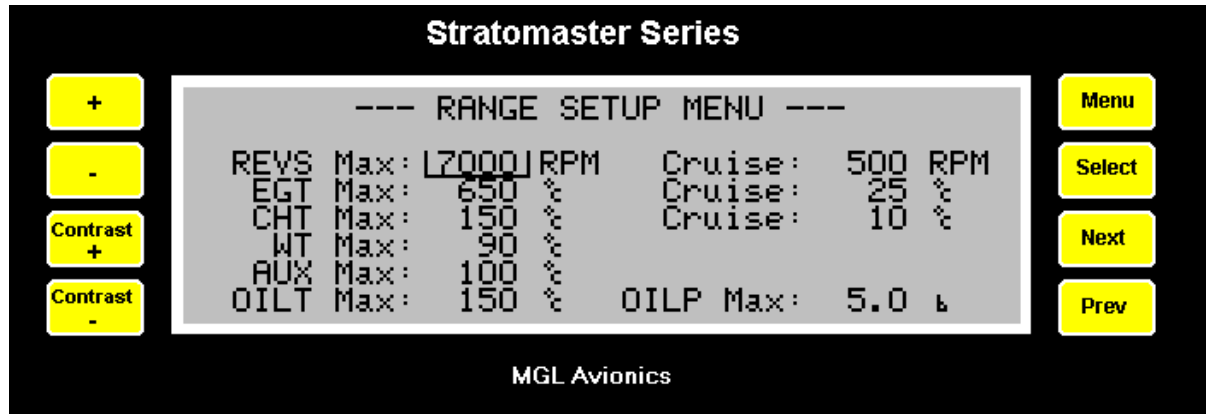 Stratomaster Series
+
-
Contrast
+
Contrast
-
--- RANGE SETUP MENU ---
REVS Max: 7000 RPM Cruise: 500 RPM
EGT Max: 650 °c Cruise: 25 °c
CHT Max: 150 °c Cruise: 10 °c
WT Max: 90 °c
AUX Max: 100 °c
OILT Max: 150 °c OILP Max: 5.0 b
Menu
Select
Next
Prev
MGL Avionics